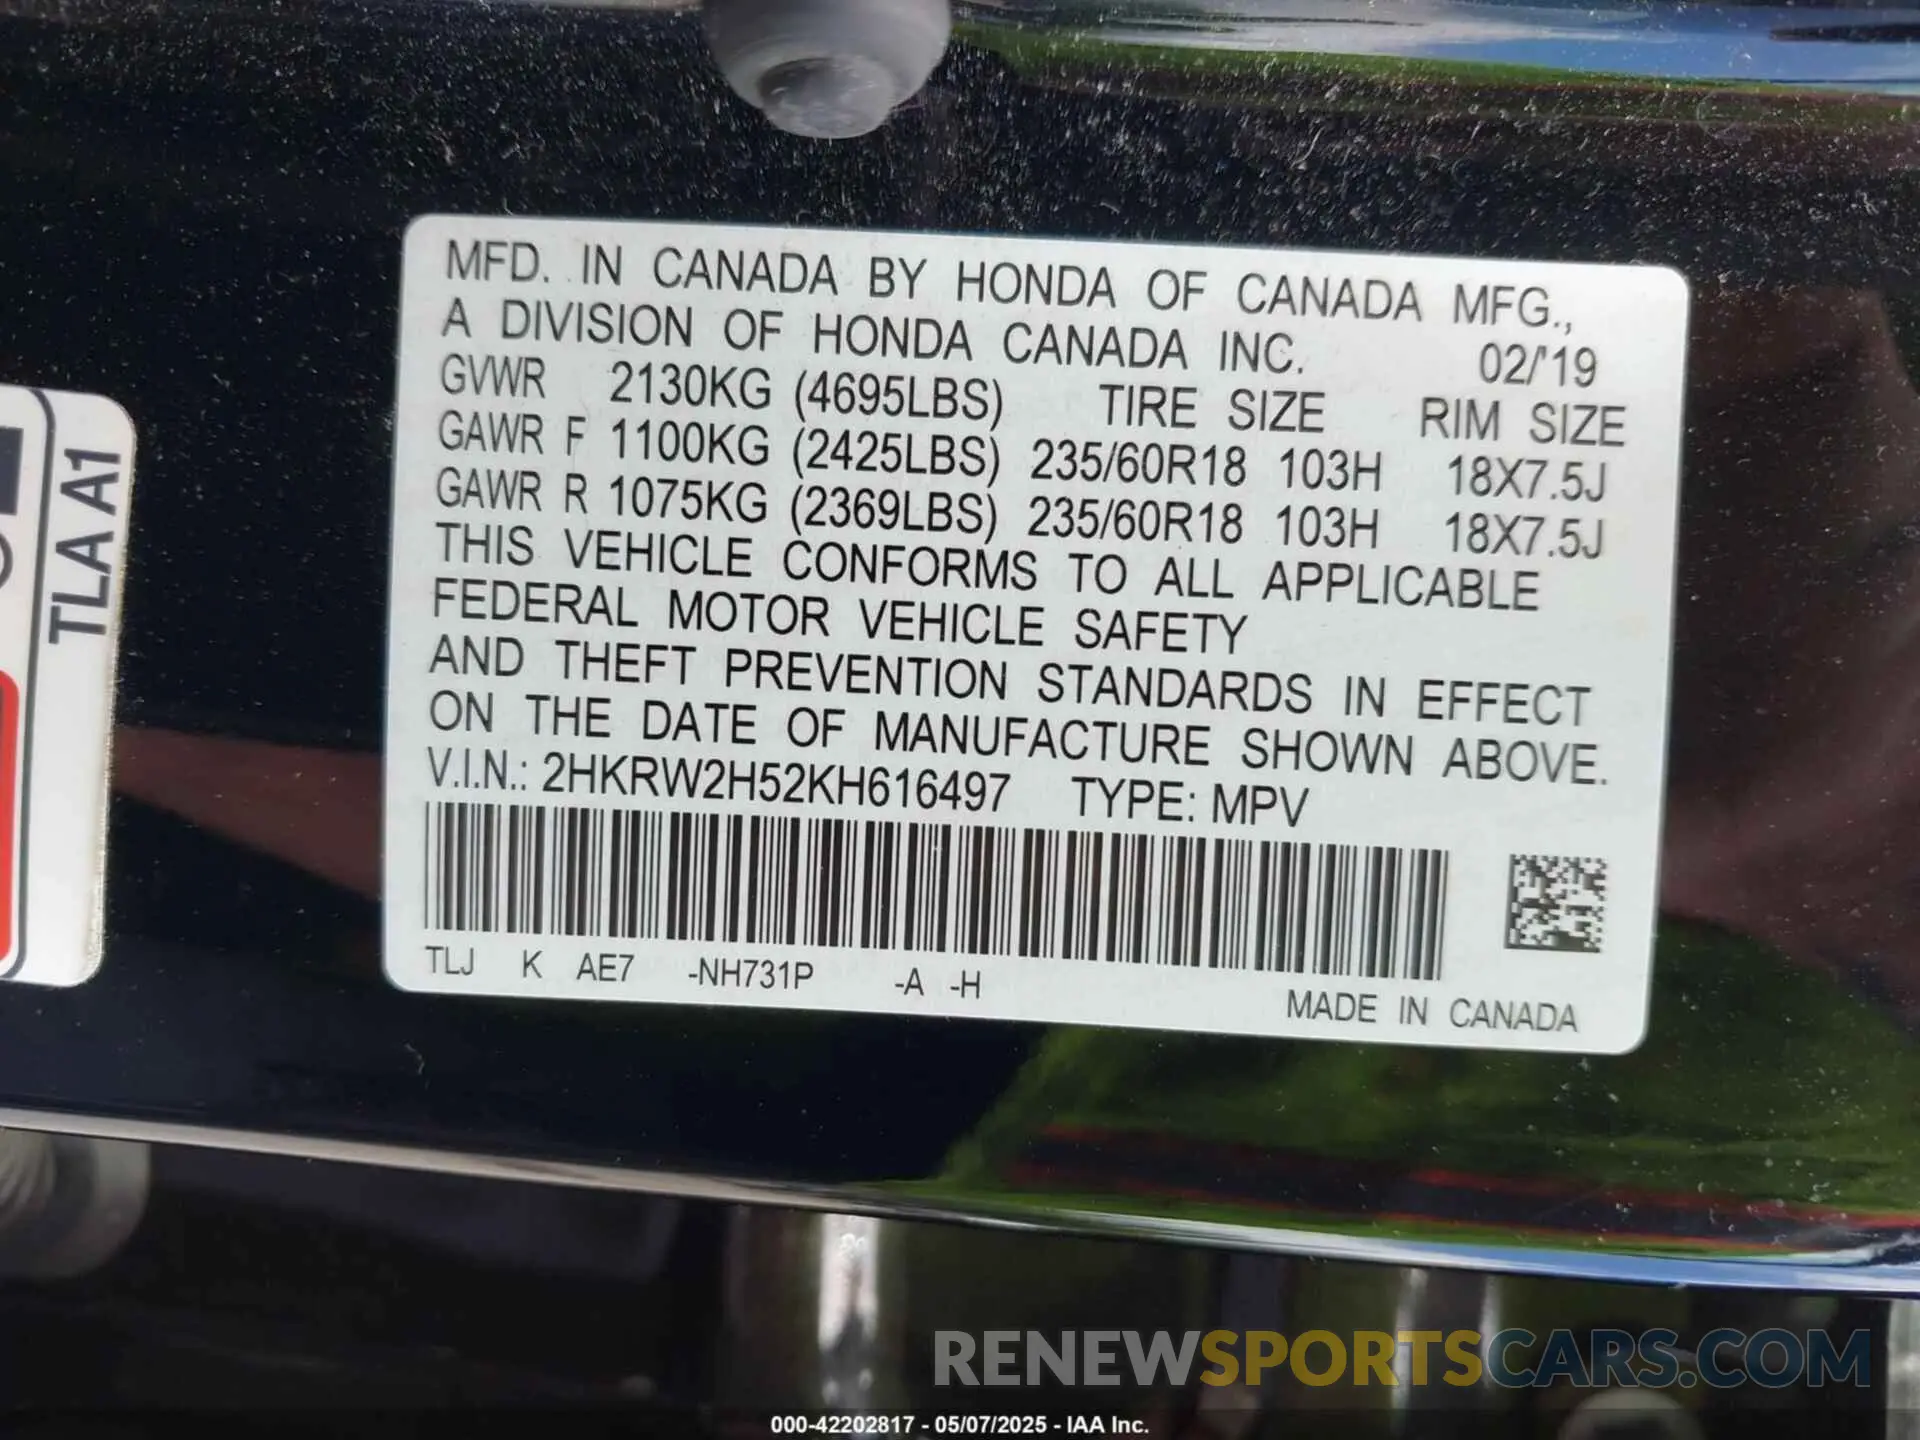 MFD. IN CANADA BY HONDA OF CANADA MFG.,
A DIVISION OF HONDA CANADA INC. 02/'19
GVWR 2130KG (4695LBS) TIRE SIZE RIM SIZE
GAWR F 1100KG (2425LBS) 235/60R18 103H 18X7.5J
GAWR R 1075KG (2369LBS) 235/60R18 103H 18X7.5J
THIS VEHICLE CONFORMS TO ALL APPLICABLE
FEDERAL MOTOR VEHICLE SAFETY
AND THEFT PREVENTION STANDARDS IN EFFECT
ON THE DATE OF MANUFACTURE SHOWN ABOVE.
V.I.N.: 2HKRW2H52KH616497 TYPE: MPV
TLJ K AE7 -NH731P -A -H
MADE IN CANADA
TLA A1
RENEWSPORTSCARS.COM
000-42202817 - 05/07/2025 - IAA Inc.